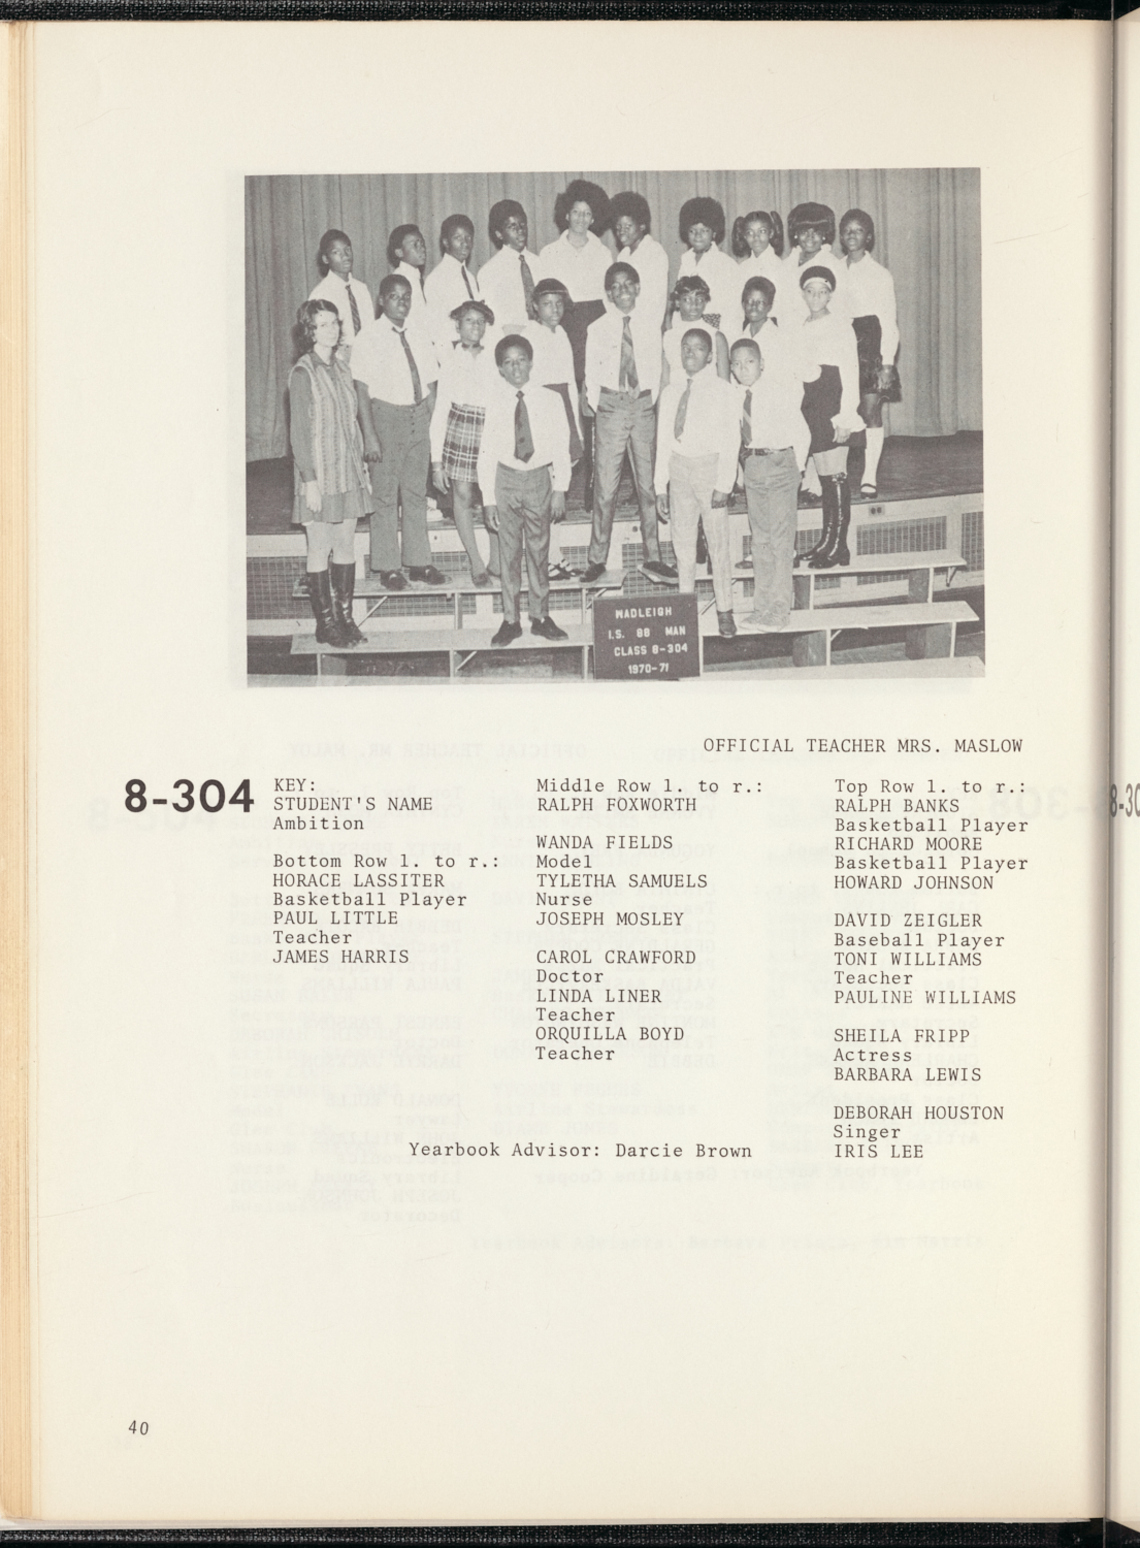 MADLEIGH
I.S. 88 MAN
CLASS 8-304
1970-71
OFFICIAL TEACHER MRS. MASLOW
8-304
KEY:
STUDENT'S NAME
Ambition
Bottom Row l. to r.:
HORACE LASSITER
Basketball Player
PAUL LITTLE
Teacher
JAMES HARRIS
Middle Row l. to r.:
RALPH FOXWORTH
WANDA FIELDS
Model
TYLETHA SAMUELS
Nurse
JOSEPH MOSLEY
CAROL CRAWFORD
Doctor
LINDA LINER
Teacher
ORQUILLA BOYD
Teacher
Top Row l. to r.:
RALPH BANKS
Basketball Player
RICHARD MOORE
Basketball Player
HOWARD JOHNSON
DAVID ZEIGLER
Baseball Player
TONI WILLIAMS
Teacher
PAULINE WILLIAMS
SHEILA FRIPP
Actress
BARBARA LEWIS
DEBORAH HOUSTON
Singer
IRIS LEE
Yearbook Advisor: Darcie Brown
40